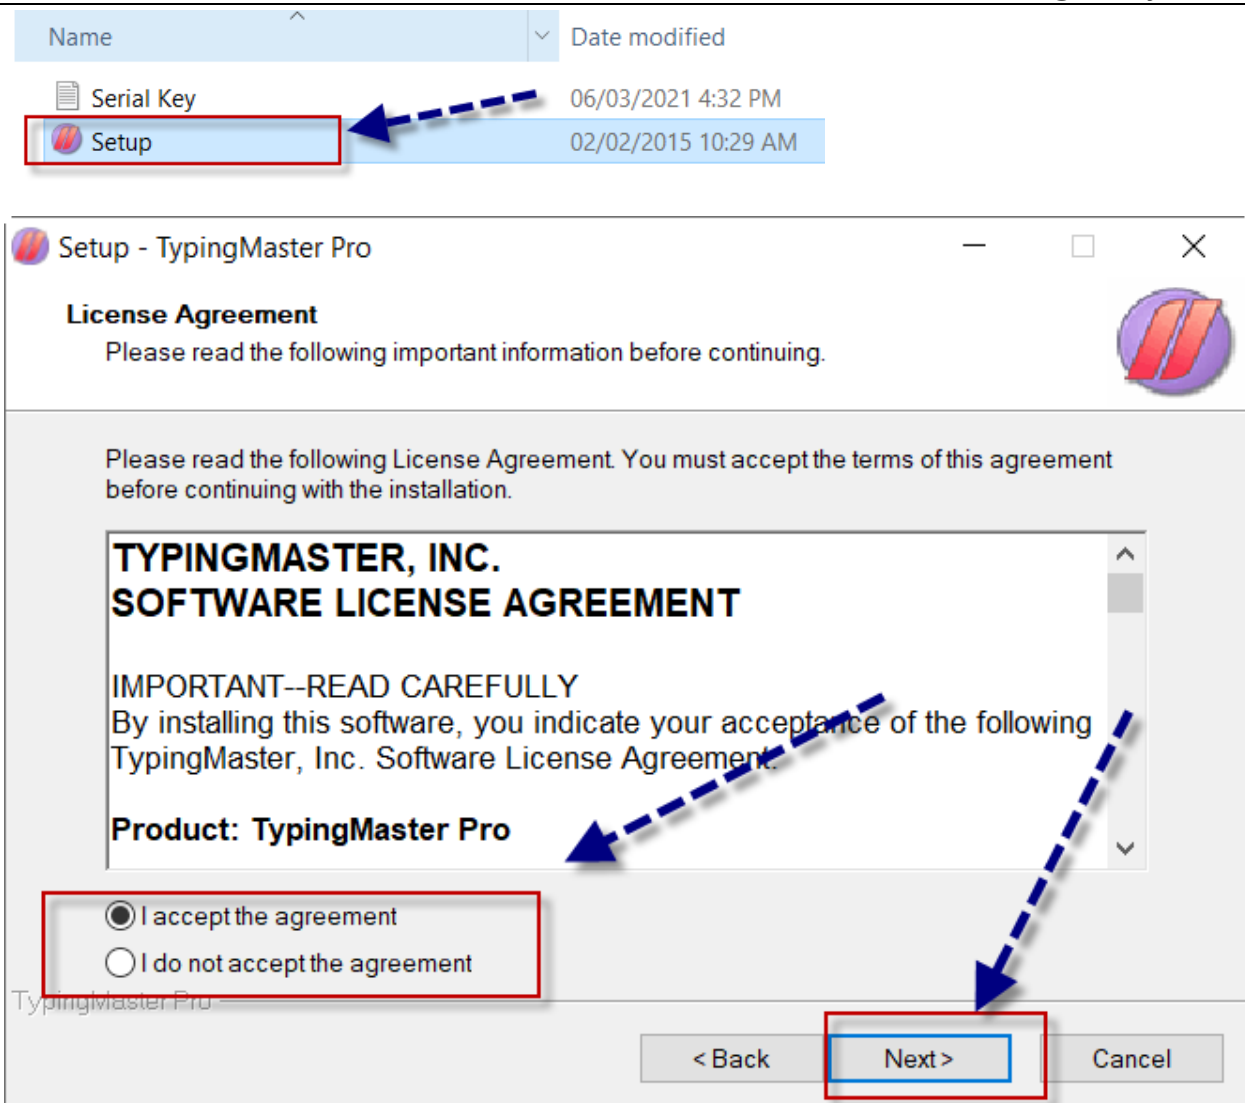 Name
Date modified
Serial Key
06/03/2021 4:32 PM
Setup
02/02/2015 10:29 AM
Setup - TypingMaster Pro
License Agreement
Please read the following important information before continuing.
Please read the following License Agreement. You must accept the terms of this agreement
before continuing with the installation.
TYPINGMASTER, INC.
SOFTWARE LICENSE AGREEMENT
IMPORTANT--READ CAREFULLY
By installing this software, you indicate your acceptance of the following
TypingMaster, Inc. Software License Agreement.
Product: TypingMaster Pro
I accept the agreement
I do not accept the agreement
TypingMaster Pro
< Back
Next >
Cancel